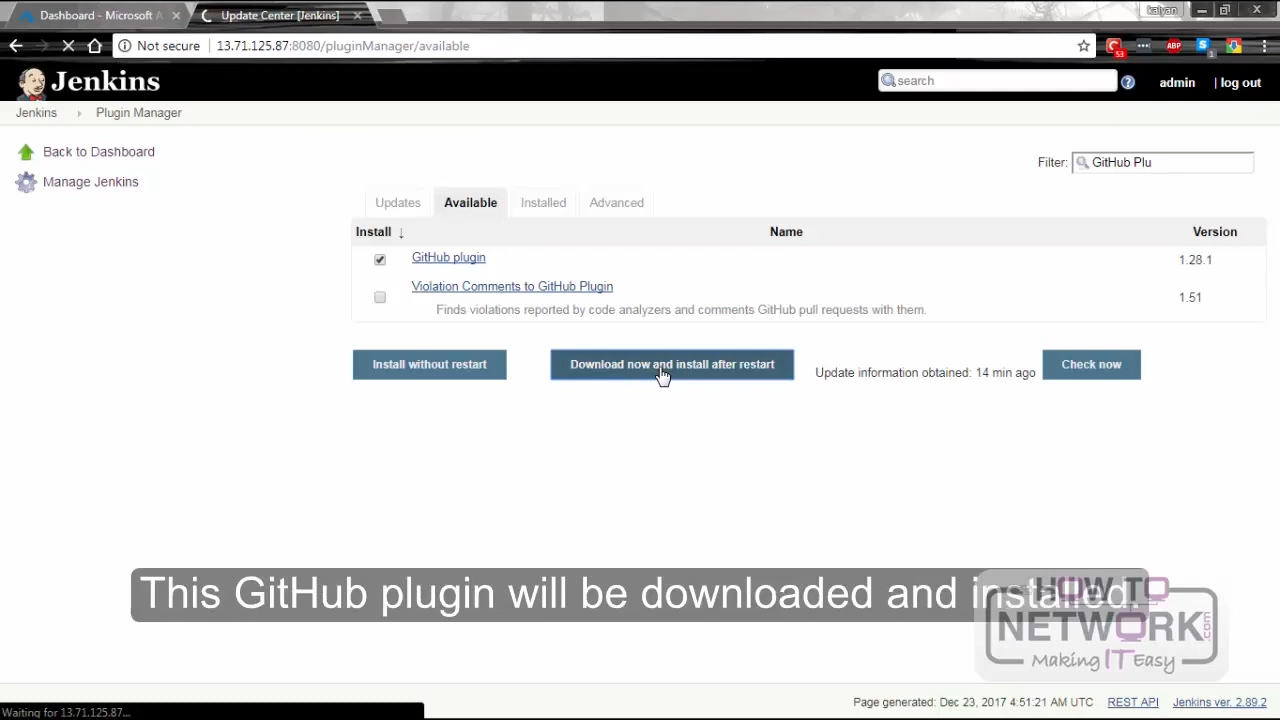 Dashboard - Microsoft A
Update Center [Jenkins]
kalyan
Not secure
13.71.125.87:8080/pluginManager/available
53
ABP
1
Jenkins
search
admin
| log out
Jenkins
Plugin Manager
Back to Dashboard
Manage Jenkins
Filter:
GitHub Plu
Updates
Available
Installed
Advanced
Install ↓
Name
Version
GitHub plugin
1.28.1
Violation Comments to GitHub Plugin
Finds violations reported by code analyzers and comments GitHub pull requests with them.
1.51
Install without restart
Download now and install after restart
Update information obtained: 14 min ago
Check now
This GitHub plugin will be downloaded and installed.
HOW TO
NETWORK.com
Making IT Easy
Page generated: Dec 23, 2017 4:51:21 AM UTC
REST API
Jenkins ver. 2.89.2
Waiting for 13.71.125.87...